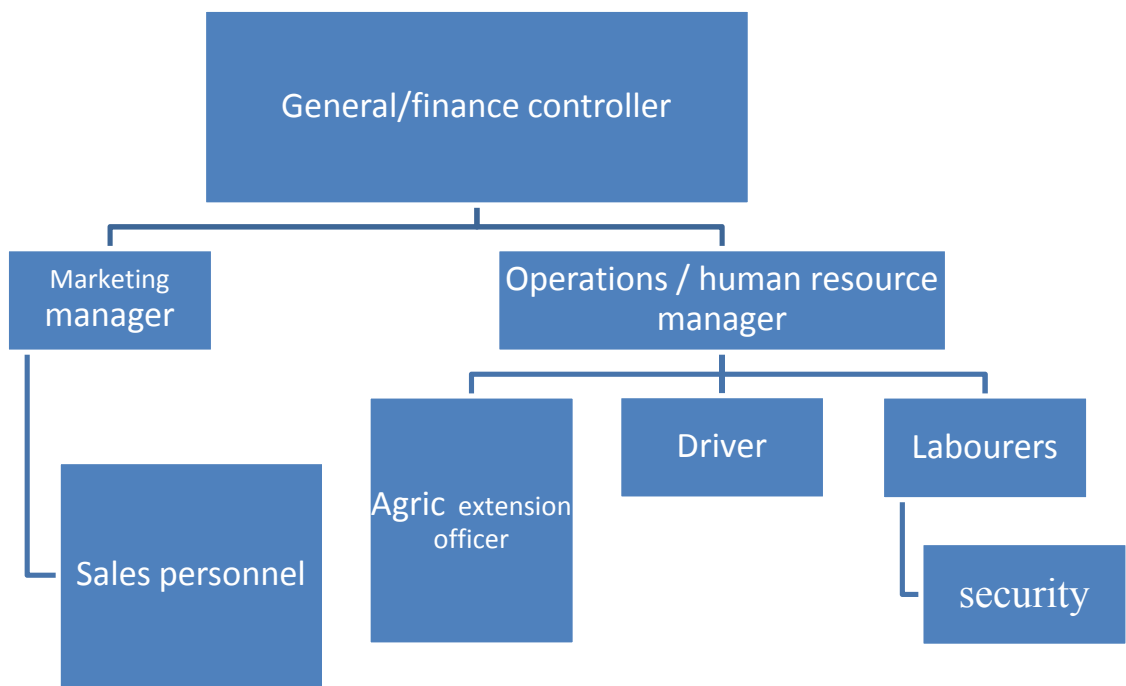 General/finance controller
Marketing
manager
Operations / human resource
manager
Agric extension
officer
Driver
Labourers
Sales personnel
security